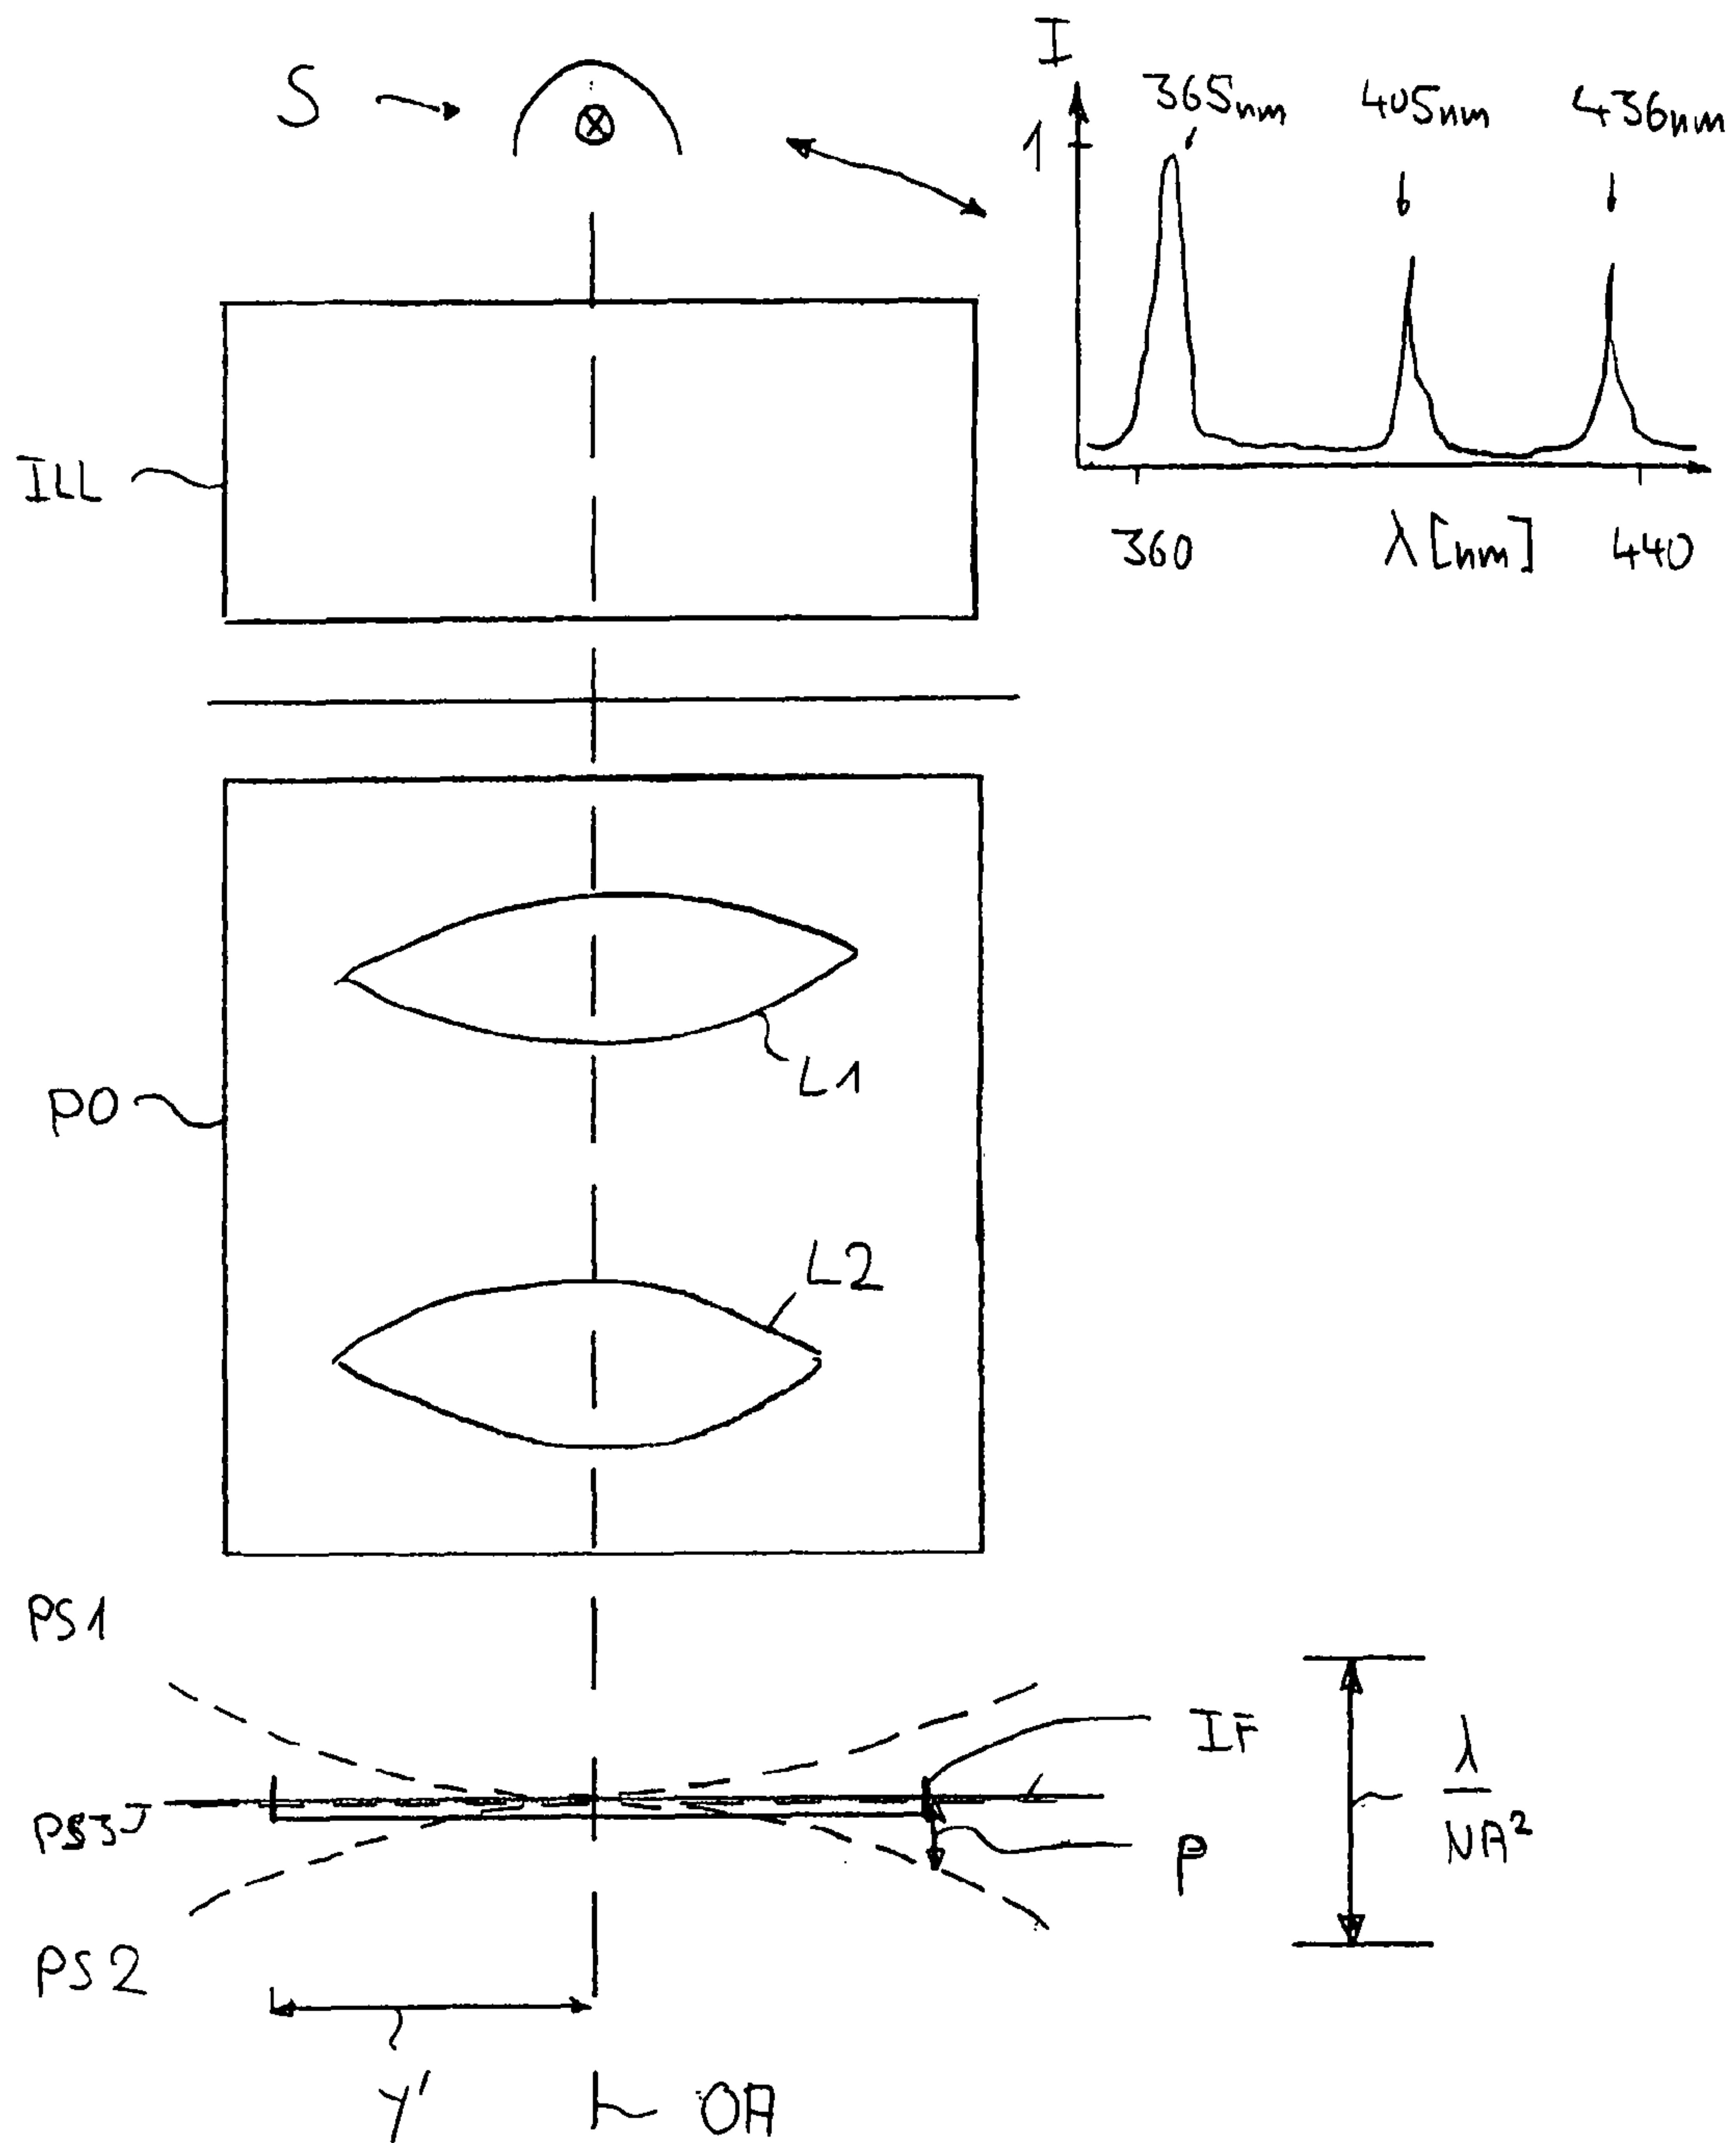 S
I
1
365nm
405nm
436nm
360
λ[nm]
440
ILL
PO
L1
L2
PS1
PS3
PS2
IF
P
λ
NA²
Y'
OA